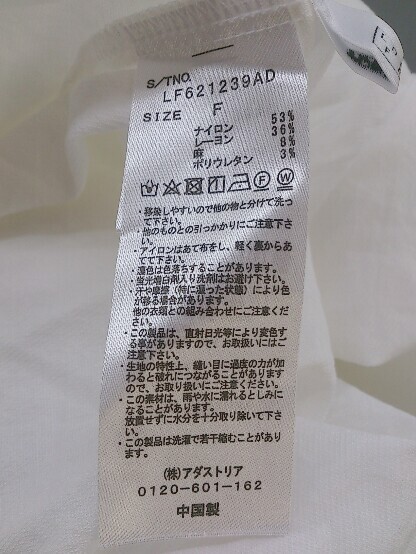 S/TNO.
LF621239AD
SIZE F
ナイロン 53%
レーヨン 36%
麻 8%
ポリウレタン 3%
F W
・移染しやすいので他の物と分けて洗っ
て下さい。
・他のものとの引っかかりにご注意下さ
い。
・アイロンはあて布をし、軽く裏からあ
てて下さい。
・濃色は色落ちすることがあります。
・蛍光増白剤入り洗剤はお避け下さい。
・汗や摩擦(特に湿った状態)により色
が移る場合があります。
他の衣類との組み合わせにご注意くださ
い。
・この製品は、直射日光等により変色す
る事がありますので、お取扱いにはご
注意下さい。
・生地の特性上、縫い目に過度の力が加
わると破れにつながることがあります
ので、お取り扱いにご注意ください。
・この素材は、雨や水に濡れるとしみに
なることがあります。
放置せずに水分を十分取り除いて下さ
い。
・この製品は洗濯で若干縮むことがあり
ます。
(株)アダストリア
0120-601-162
中国製